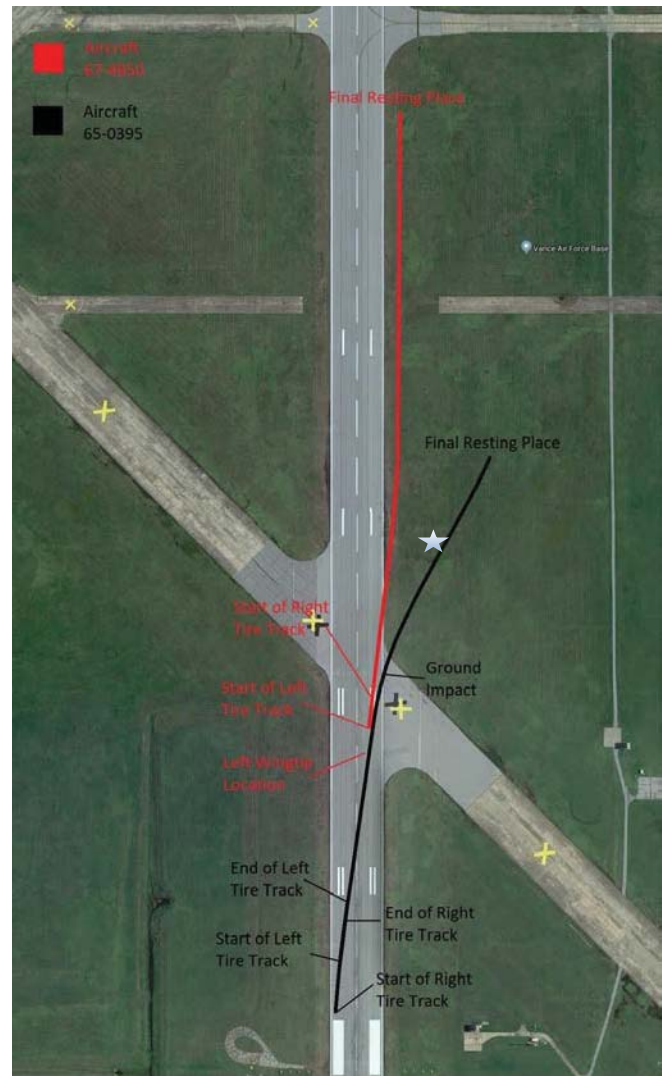 Aircraft
67-4950
Aircraft
65-0395
Final Resting Place
Vance Air Force Base
Final Resting Place
Start of Right
Tire Track
Ground
Impact
Start of Left
Tire Track
Left Wingtip
Location
End of Left
Tire Track
End of Right
Tire Track
Start of Left
Tire Track
Start of Right
Tire Track